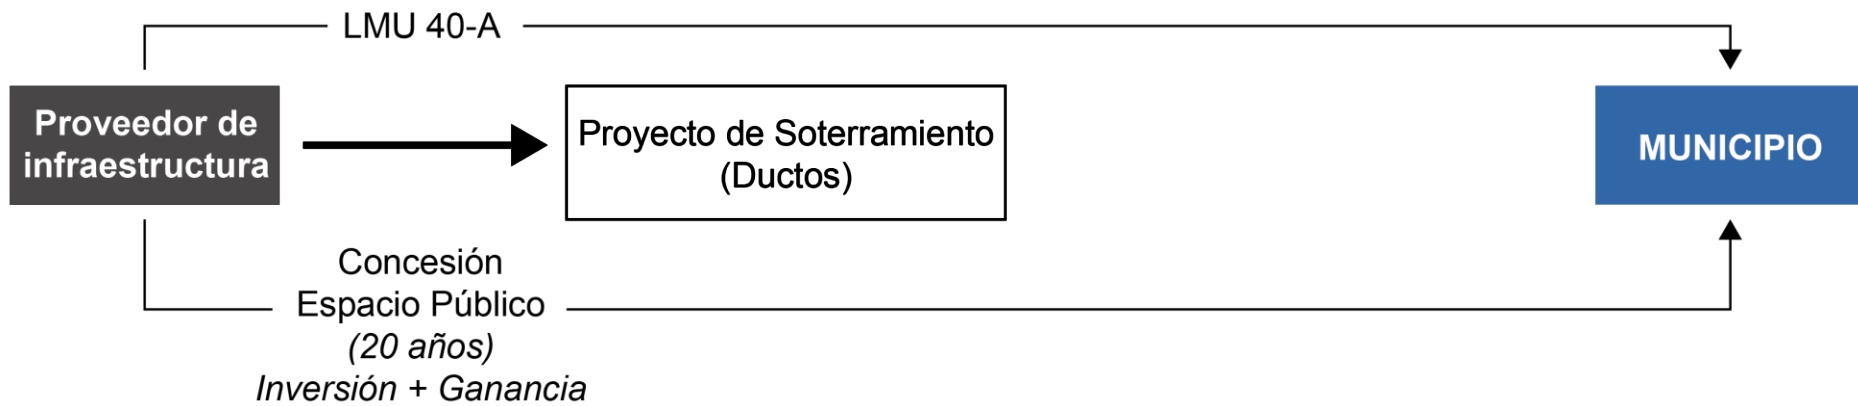 LMU 40-A
Proveedor de
infraestructura
Proyecto de Soterramiento
(Ductos)
MUNICIPIO
Concesión
Espacio Público
(20 años)
Inversión + Ganancia